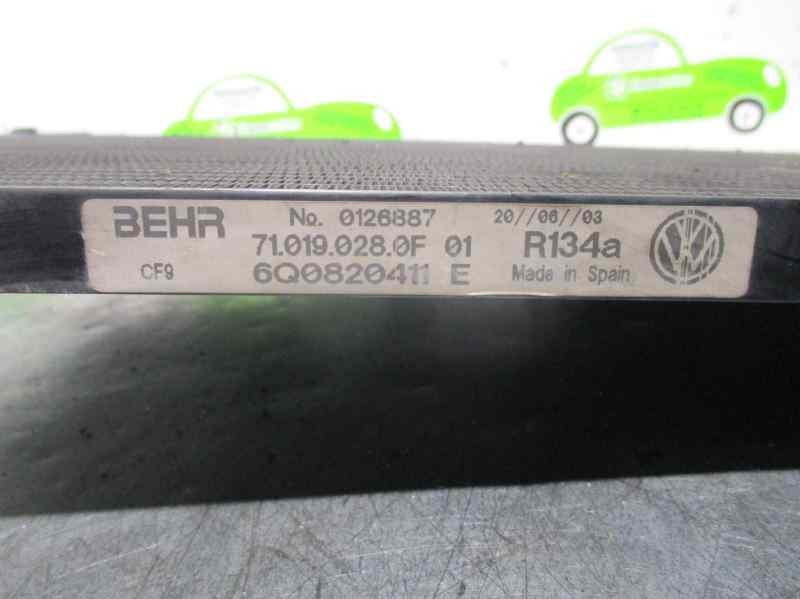 BEHR No. 0126887 20//06//03
71.019.028.0F 01 R134a
CF9 6Q0820411 E Made in Spain